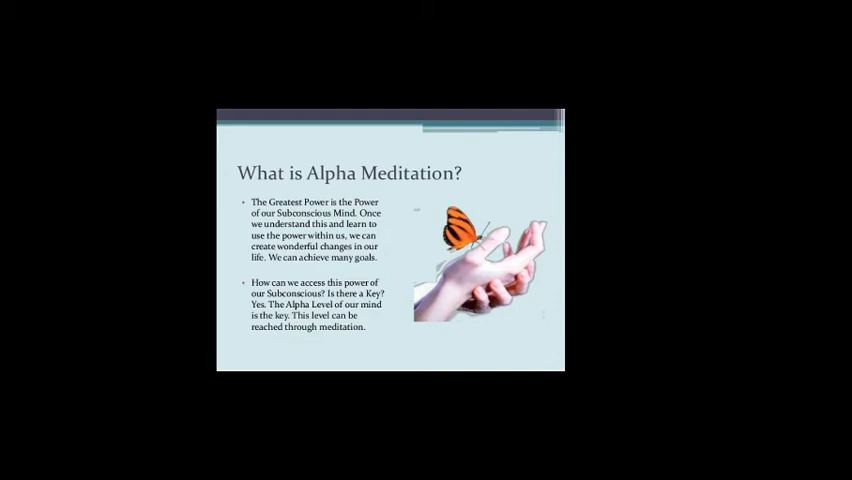 What is Alpha Meditation?
• The Greatest Power is the Power
of our Subconscious Mind. Once
we understand this and learn to
use the power within us, we can
create wonderful changes in our
life. We can achieve many goals.
• How can we access this power of
our Subconscious? Is there a Key?
Yes. The Alpha Level of our mind
is the key. This level can be
reached through meditation.